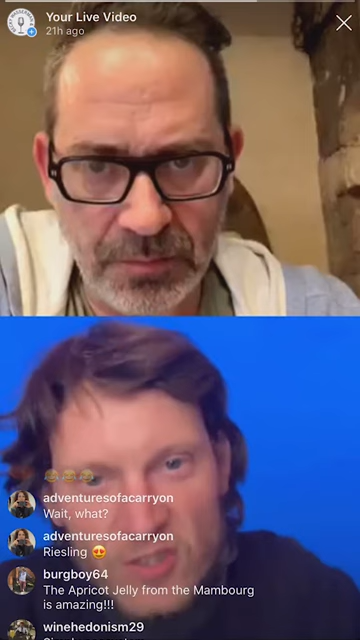 Your Live Video
21h ago
😂😂😂
adventuresofacarryon
Wait, what?
adventuresofacarryon
Riesling 😍
burgboy64
The Apricot Jelly from the Mambourg
is amazing!!!
winehedonism29